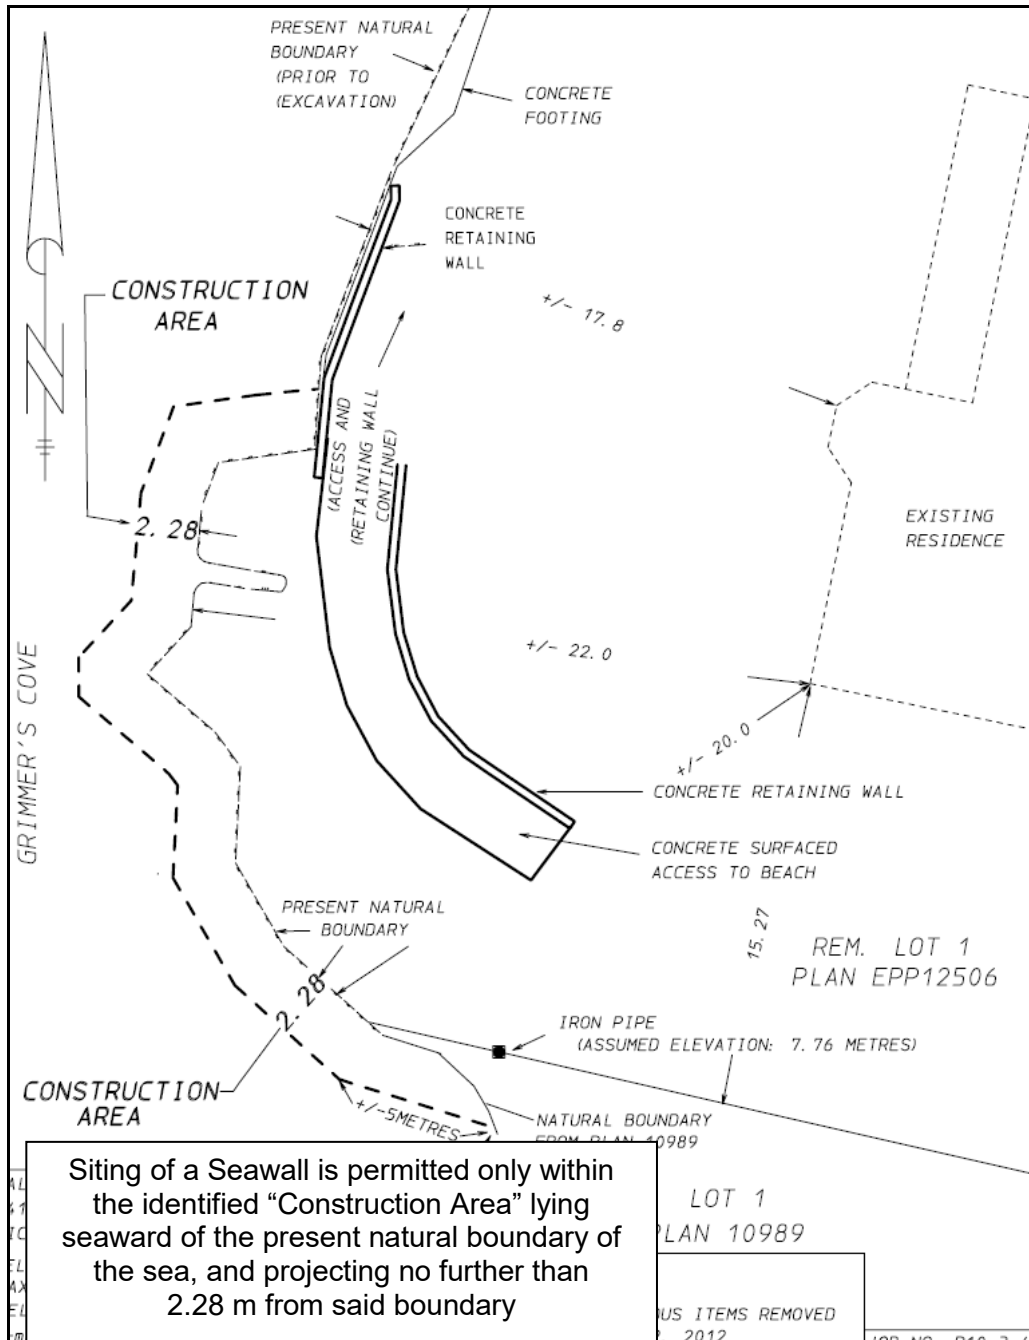 PRESENT NATURAL
BOUNDARY
(PRIOR TO
(EXCAVATION)
CONCRETE
FOOTING
CONCRETE
RETAINING
WALL
CONSTRUCTION
AREA
+/- 17.8
(ACCESS AND
(RETAINING WALL
CONTINUE)
N
2.28
EXISTING
RESIDENCE
GRIMMER'S COVE
+/- 22.0
+/- 20.0
CONCRETE RETAINING WALL
CONCRETE SURFACED
ACCESS TO BEACH
PRESENT NATURAL
BOUNDARY
15.27
REM. LOT 1
PLAN EPP12506
2.28
IRON PIPE
(ASSUMED ELEVATION: 7.76 METRES)
CONSTRUCTION
AREA
+/-5METRES
NATURAL BOUNDARY
FROM PLAN 10989
Siting of a Seawall is permitted only within
the identified “Construction Area” lying
seaward of the present natural boundary of
the sea, and projecting no further than
2.28 m from said boundary
LOT 1
PLAN 10989
ITEMS REMOVED
2012